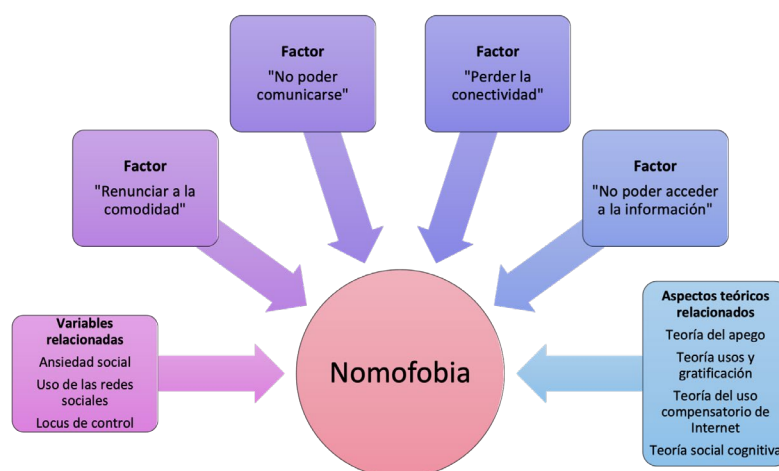 Factor
"No poder
comunicarse"
Factor
"Perder la
conectividad"
Factor
"Renunciar a la
comodidad"
Factor
"No poder acceder
a la información"
Variables
relacionadas
Ansiedad social
Uso de las redes
sociales
Locus de control
Nomofobia
Aspectos teóricos
relacionados
Teoría del apego
Teoría usos y
gratificación
Teoría del uso
compensatorio de
Internet
Teoría social cognitiva